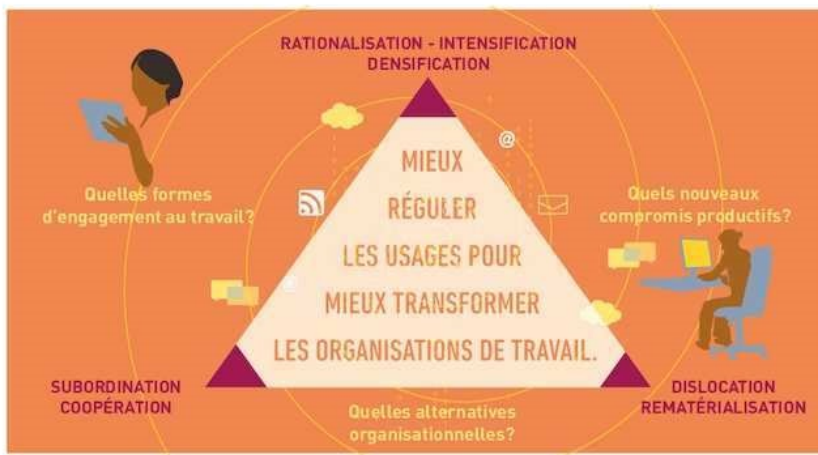 RATIONALISATION - INTENSIFICATION
DENSIFICATION
@
MIEUX
RÉGULER
LES USAGES POUR
MIEUX TRANSFORMER
LES ORGANISATIONS DE TRAVAIL.
Quelles formes
d'engagement au travail?
Quels nouveaux
compromis productifs?
SUBORDINATION
COOPÉRATION
Quelles alternatives
organisationnelles?
DISLOCATION
REMATÉRIALISATION